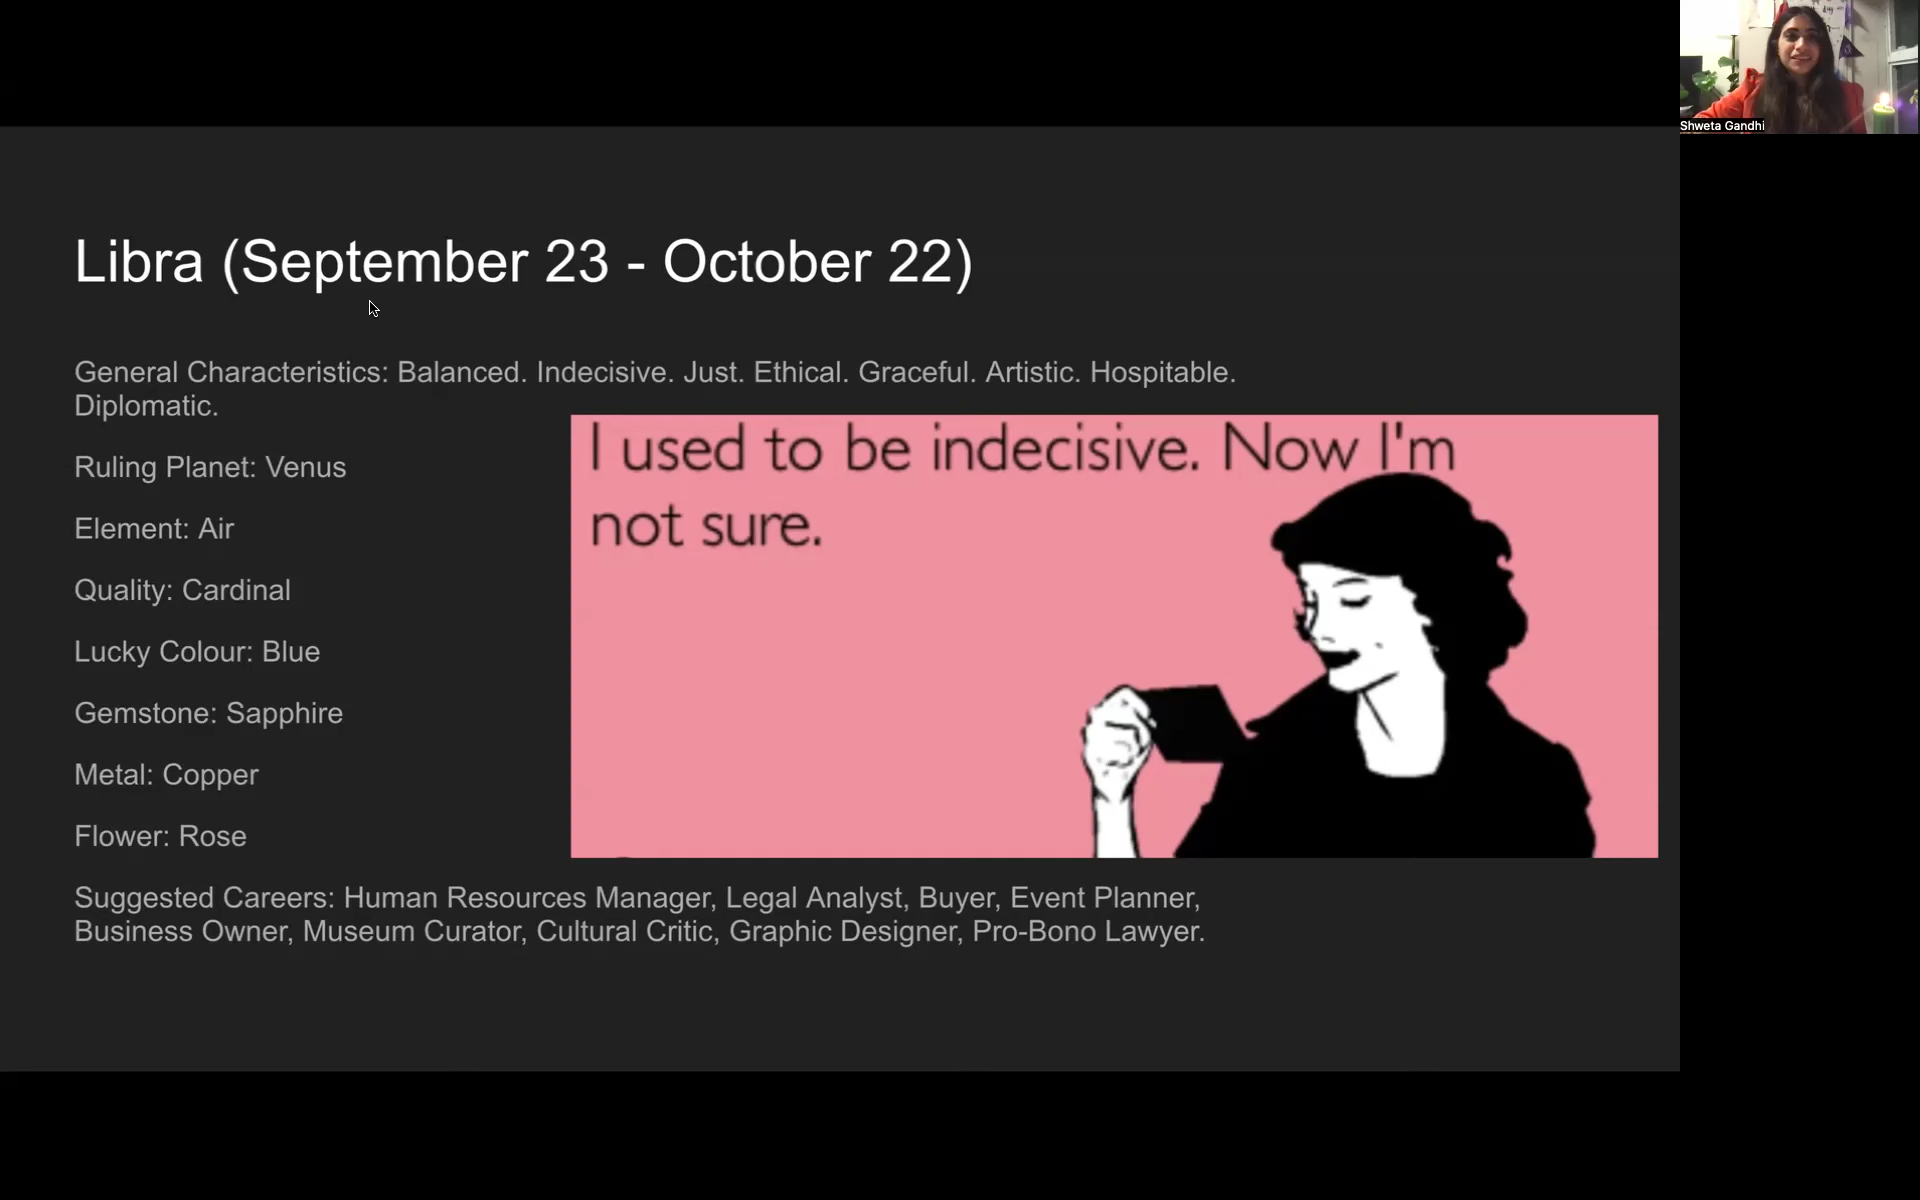 Libra (September 23 - October 22)
General Characteristics: Balanced. Indecisive. Just. Ethical. Graceful. Artistic. Hospitable.
Diplomatic.
Ruling Planet: Venus
Element: Air
Quality: Cardinal
Lucky Colour: Blue
Gemstone: Sapphire
Metal: Copper
Flower: Rose
Suggested Careers: Human Resources Manager, Legal Analyst, Buyer, Event Planner,
Business Owner, Museum Curator, Cultural Critic, Graphic Designer, Pro-Bono Lawyer.
I used to be indecisive. Now I'm
not sure.
Shweta Gandhi